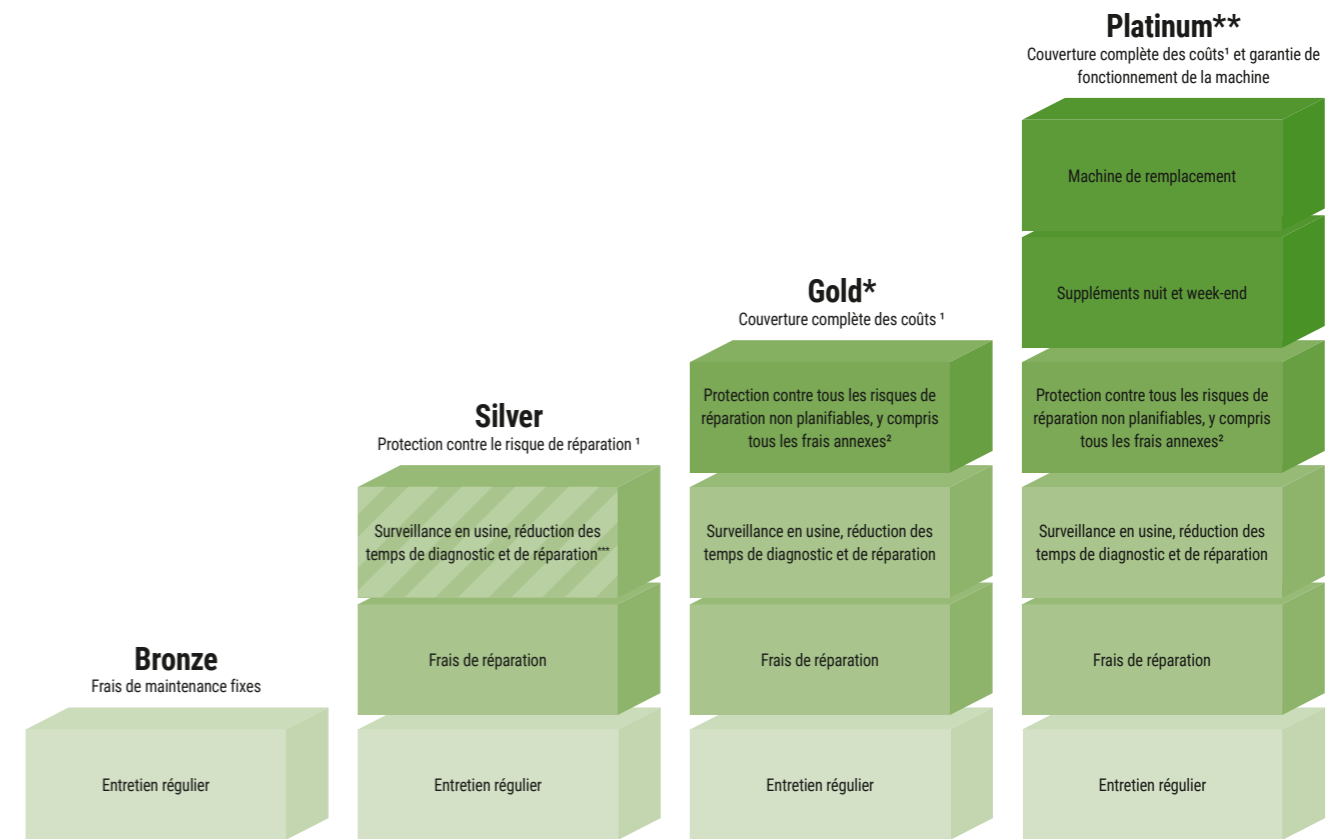 Platinum**
Couverture complète des coûts¹ et garantie de
fonctionnement de la machine
Machine de remplacement
Suppléments nuit et week-end
Protection contre tous les risques de
réparation non planifiables, y compris
tous les frais annexes²
Surveillance en usine, réduction des
temps de diagnostic et de réparation
Frais de réparation
Entretien régulier
Gold*
Couverture complète des coûts ¹
Protection contre tous les risques de
réparation non planifiables, y compris
tous les frais annexes²
Surveillance en usine, réduction des
temps de diagnostic et de réparation
Frais de réparation
Entretien régulier
Silver
Protection contre le risque de réparation ¹
Surveillance en usine, réduction des
temps de diagnostic et de réparation***
Frais de réparation
Entretien régulier
Bronze
Frais de maintenance fixes
Entretien régulier